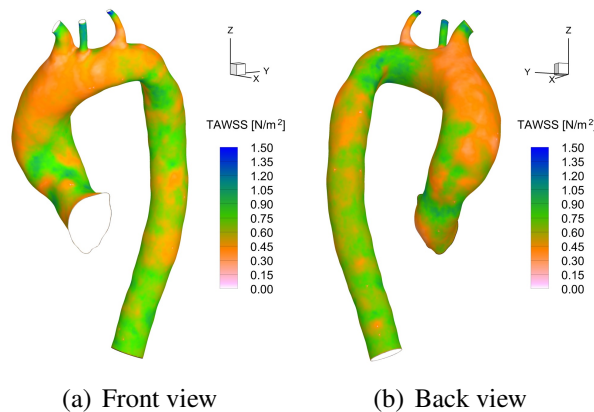 Z
Y
X
TAWSS [N/m²]
1.50
1.35
1.20
1.05
0.90
0.75
0.60
0.45
0.30
0.15
0.00
(a) Front view
Z
Y
X
TAWSS [N/m²]
1.50
1.35
1.20
1.05
0.90
0.75
0.60
0.45
0.30
0.15
0.00
(b) Back view